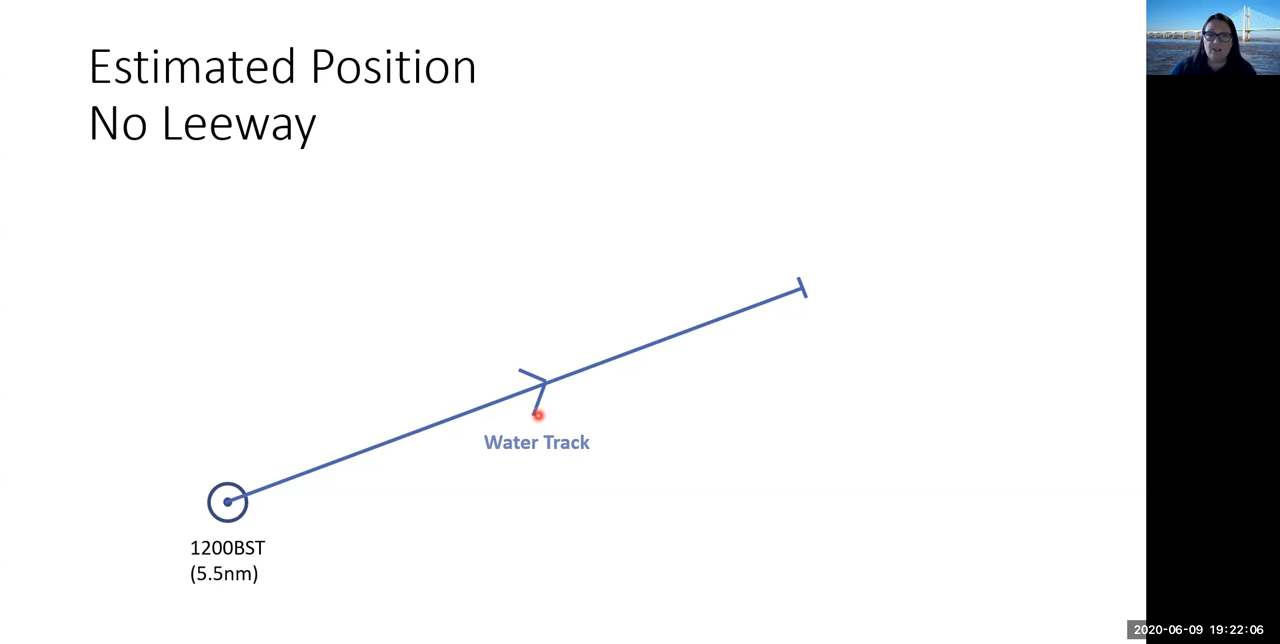 Estimated Position
No Leeway
Water Track
1200BST
(5.5nm)
2020-06-09 19:22:06